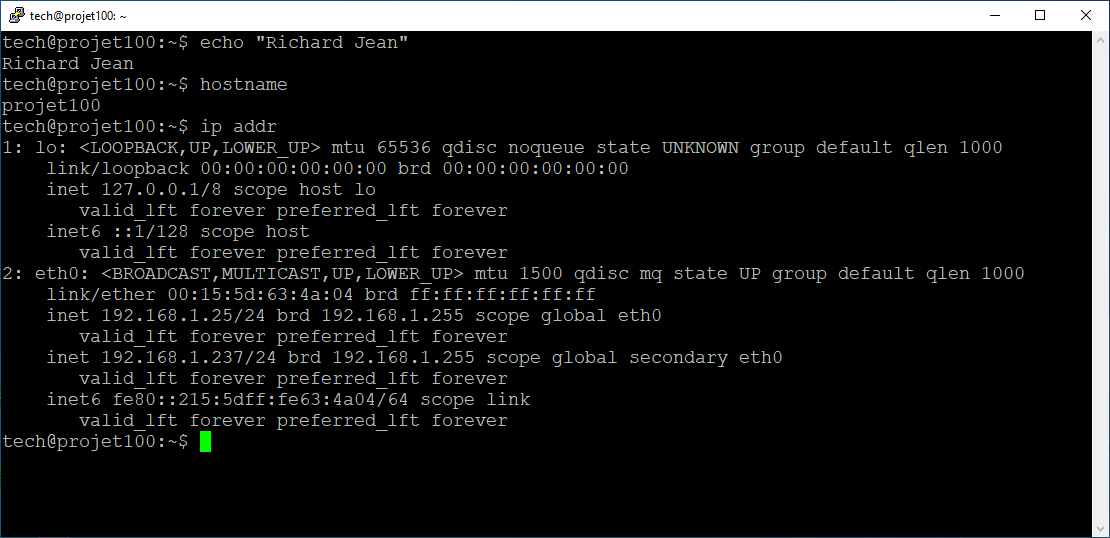 tech@projet100: ~
tech@projet100:~$ echo "Richard Jean"
Richard Jean
tech@projet100:~$ hostname
projet100
tech@projet100:~$ ip addr
1: lo: <LOOPBACK,UP,LOWER_UP> mtu 65536 qdisc noqueue state UNKNOWN group default qlen 1000
    link/loopback 00:00:00:00:00:00 brd 00:00:00:00:00:00
    inet 127.0.0.1/8 scope host lo
       valid_lft forever preferred_lft forever
    inet6 ::1/128 scope host
       valid_lft forever preferred_lft forever
2: eth0: <BROADCAST,MULTICAST,UP,LOWER_UP> mtu 1500 qdisc mq state UP group default qlen 1000
    link/ether 00:15:5d:63:4a:04 brd ff:ff:ff:ff:ff:ff
    inet 192.168.1.25/24 brd 192.168.1.255 scope global eth0
       valid_lft forever preferred_lft forever
    inet 192.168.1.237/24 brd 192.168.1.255 scope global secondary eth0
       valid_lft forever preferred_lft forever
    inet6 fe80::215:5dff:fe63:4a04/64 scope link
       valid_lft forever preferred_lft forever
tech@projet100:~$